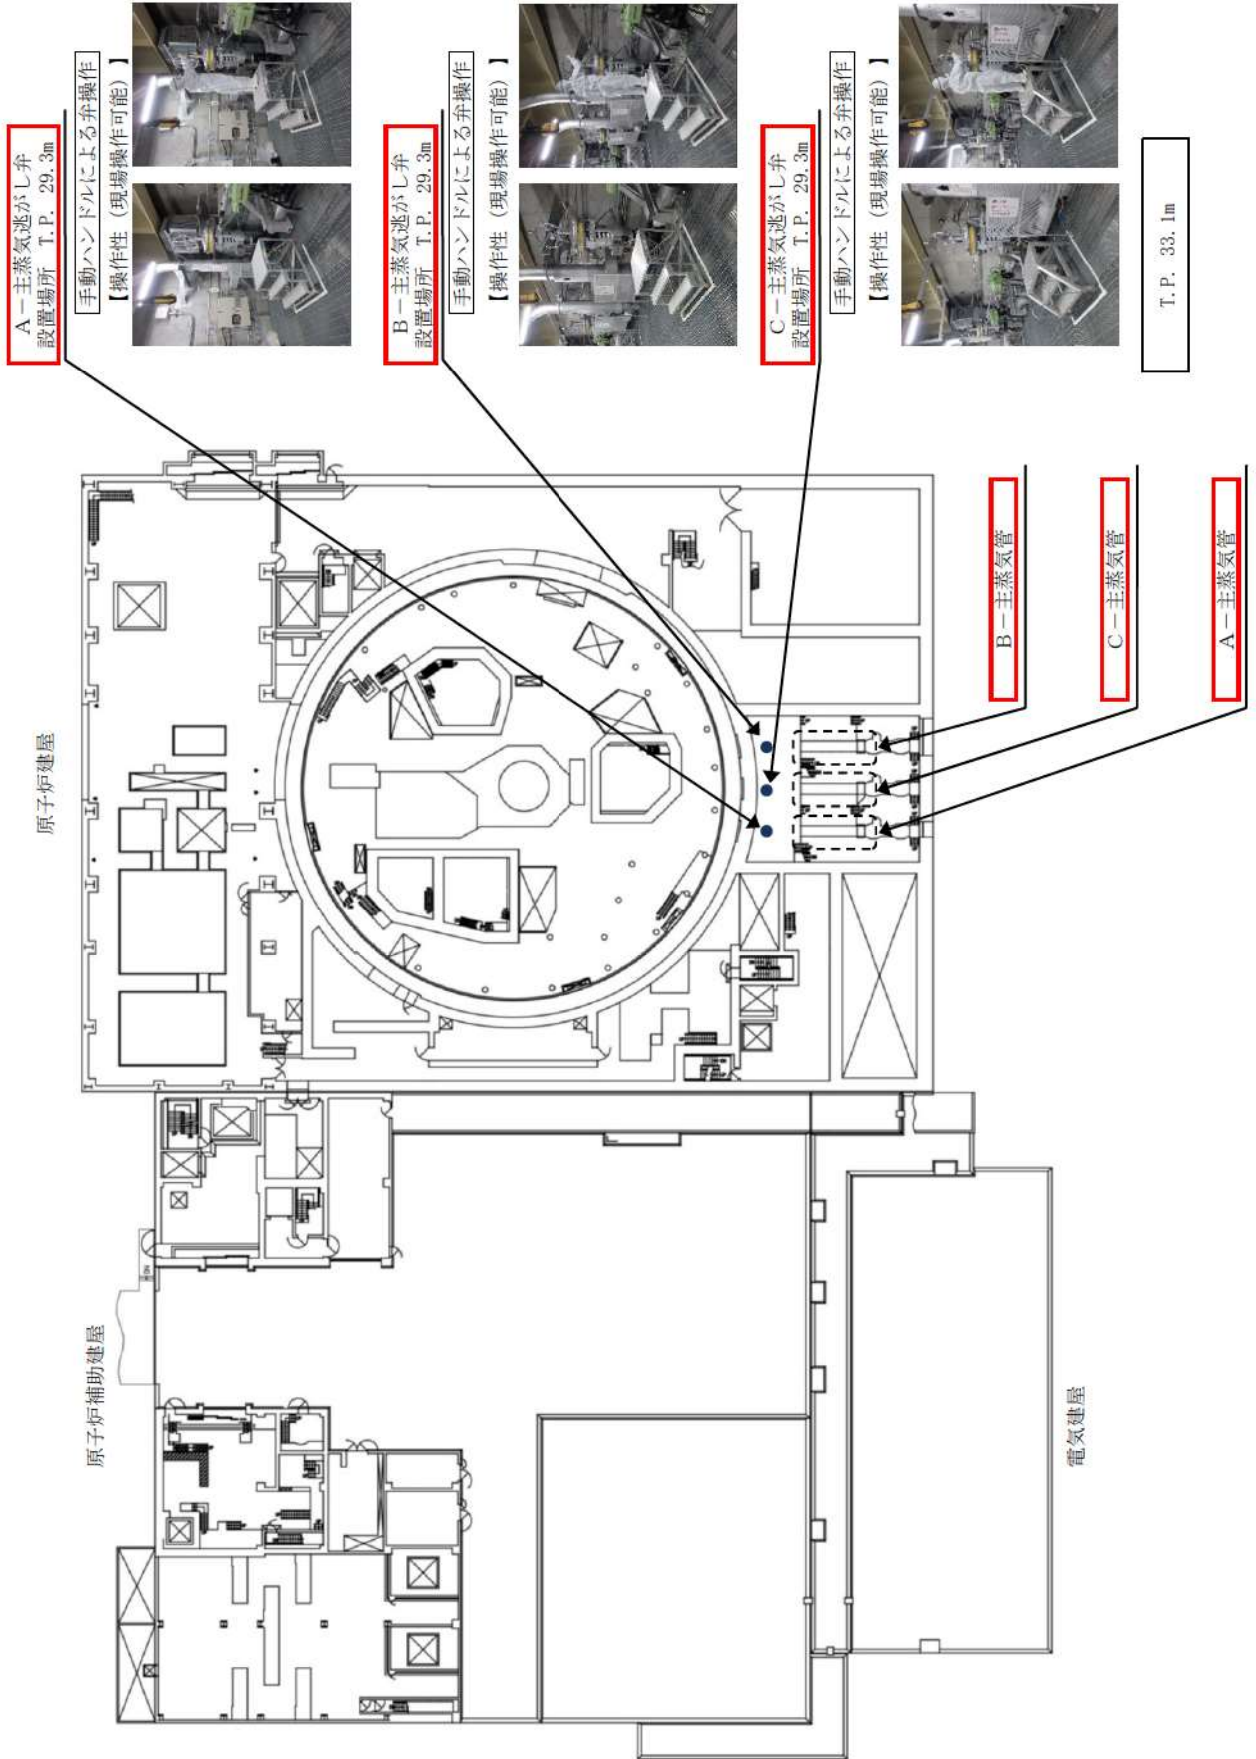 A－主蒸気逃がし弁
設置場所 T.P. 29.3m
手動ハンドルによる弁操作
【操作性（現場操作可能）】
B－主蒸気逃がし弁
設置場所 T.P. 29.3m
手動ハンドルによる弁操作
【操作性（現場操作可能）】
C－主蒸気逃がし弁
設置場所 T.P. 29.3m
手動ハンドルによる弁操作
【操作性（現場操作可能）】
T.P. 33.1m
原子炉建屋
B－主蒸気管
C－主蒸気管
A－主蒸気管
原子炉補助建屋
電気建屋